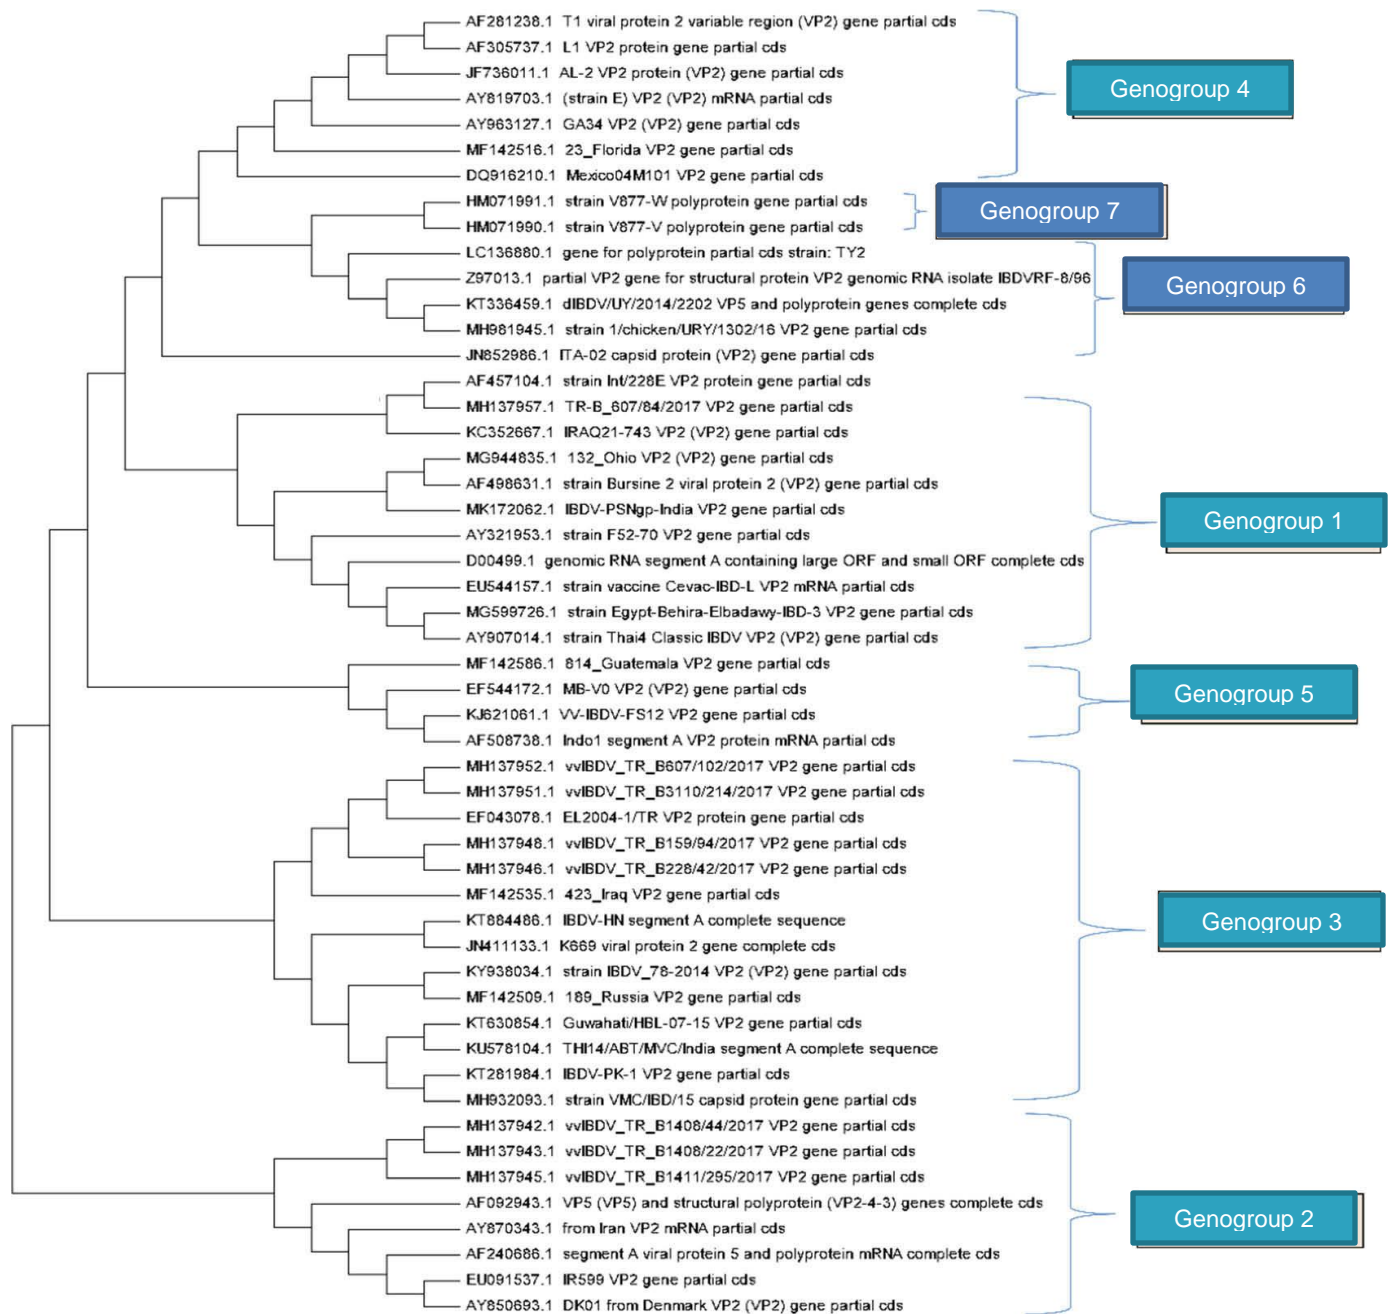 AF281238.1 T1 viral protein 2 variable region (VP2) gene partial cds
AF305737.1 L1 VP2 protein gene partial cds
JF736011.1 AL-2 VP2 protein (VP2) gene partial cds
AY819703.1 (strain E) VP2 (VP2) mRNA partial cds
Genogroup 4
AY963127.1 GA34 VP2 (VP2) gene partial cds
MF142516.1 23_Florida VP2 gene partial cds
DQ916210.1 Mexico04M101 VP2 gene partial cds
HM071991.1 strain V877-W polyprotein gene partial cds
Genogroup 7
HM071990.1 strain V877-V polyprotein gene partial cds
LC136880.1 gene for polyprotein partial cds strain: TY2
Z97013.1 partial VP2 gene for structural protein VP2 genomic RNA isolate IBDVRF-8/96
Genogroup 6
KT336459.1 dIBDV/UY/2014/2202 VP5 and polyprotein genes complete cds
MH981945.1 strain 1/chicken/URY/1302/16 VP2 gene partial cds
JN852986.1 ITA-02 capsid protein (VP2) gene partial cds
AF457104.1 strain Int/228E VP2 protein gene partial cds
MH137957.1 TR-B_607/84/2017 VP2 gene partial cds
KC352667.1 IRAQ21-743 VP2 (VP2) gene partial cds
MG944835.1 132_Ohio VP2 (VP2) gene partial cds
AF498631.1 strain Bursine 2 viral protein 2 (VP2) gene partial cds
MK172062.1 IBDV-PSNgp-India VP2 gene partial cds
Genogroup 1
AY321953.1 strain F52-70 VP2 gene partial cds
D00499.1 genomic RNA segment A containing large ORF and small ORF complete cds
EU544157.1 strain vaccine Cevac-IBD-L VP2 mRNA partial cds
MG599726.1 strain Egypt-Behira-Elbadawy-IBD-3 VP2 gene partial cds
AY907014.1 strain Thai4 Classic IBDV VP2 (VP2) gene partial cds
MF142586.1 814_Guatemala VP2 gene partial cds
EF544172.1 MB-V0 VP2 (VP2) gene partial cds
Genogroup 5
KJ621061.1 VV-IBDV-FS12 VP2 gene partial cds
AF508738.1 Indo1 segment A VP2 protein mRNA partial cds
MH137952.1 vvIBDV_TR_B607/102/2017 VP2 gene partial cds
MH137951.1 vvIBDV_TR_B3110/214/2017 VP2 gene partial cds
EF043078.1 EL2004-1/TR VP2 protein gene partial cds
MH137948.1 vvIBDV_TR_B159/94/2017 VP2 gene partial cds
MH137946.1 vvIBDV_TR_B228/42/2017 VP2 gene partial cds
MF142535.1 423_Iraq VP2 gene partial cds
KT884486.1 IBDV-HN segment A complete sequence
Genogroup 3
JN411133.1 K669 viral protein 2 gene complete cds
KY938034.1 strain IBDV_78-2014 VP2 (VP2) gene partial cds
MF142509.1 189_Russia VP2 gene partial cds
KT630854.1 Guwahati/HBL-07-15 VP2 gene partial cds
KU578104.1 THI14/ABT/MVC/India segment A complete sequence
KT281984.1 IBDV-PK-1 VP2 gene partial cds
MH932093.1 strain VMC/IBD/15 capsid protein gene partial cds
MH137942.1 vvIBDV_TR_B1408/44/2017 VP2 gene partial cds
MH137943.1 vvIBDV_TR_B1408/22/2017 VP2 gene partial cds
MH137945.1 vvIBDV_TR_B1411/295/2017 VP2 gene partial cds
AF092943.1 VP5 (VP5) and structural polyprotein (VP2-4-3) genes complete cds
Genogroup 2
AY870343.1 from Iran VP2 mRNA partial cds
AF240686.1 segment A viral protein 5 and polyprotein mRNA complete cds
EU091537.1 IR599 VP2 gene partial cds
AY850693.1 DK01 from Denmark VP2 (VP2) gene partial cds